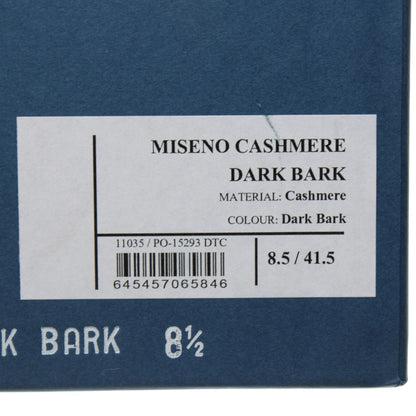 MISENO CASHMERE
DARK BARK
MATERIAL: Cashmere
COLOUR: Dark Bark
11035 / PO-15293 DTC
8.5 / 41.5
645457065846
K BARK 8½